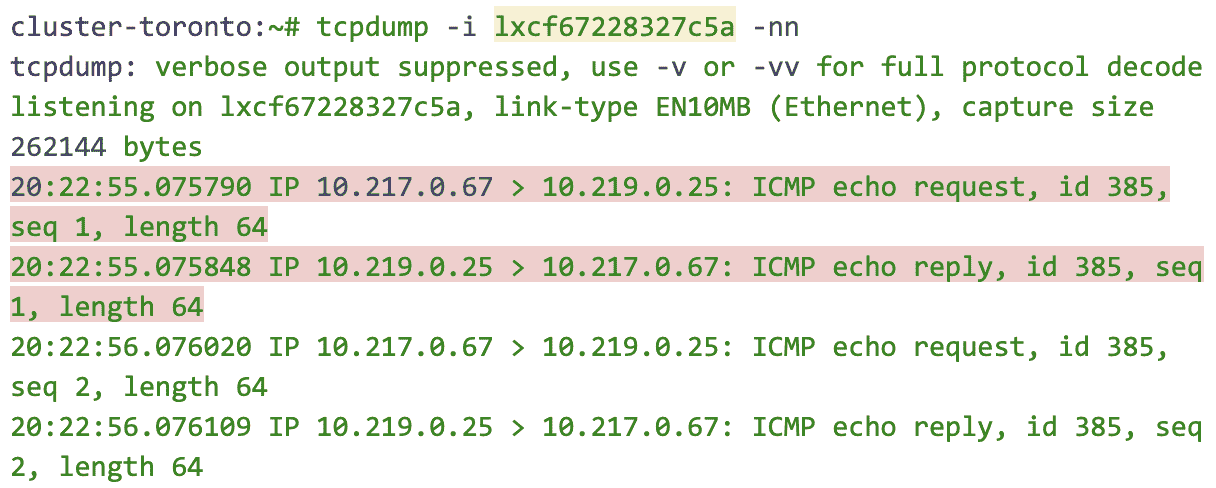 cluster-toronto:~# tcpdump -i lxcf67228327c5a -nn
tcpdump: verbose output suppressed, use -v or -vv for full protocol decode
listening on lxcf67228327c5a, link-type EN10MB (Ethernet), capture size
262144 bytes
20:22:55.075790 IP 10.217.0.67 > 10.219.0.25: ICMP echo request, id 385,
seq 1, length 64
20:22:55.075848 IP 10.219.0.25 > 10.217.0.67: ICMP echo reply, id 385, seq
1, length 64
20:22:56.076020 IP 10.217.0.67 > 10.219.0.25: ICMP echo request, id 385,
seq 2, length 64
20:22:56.076109 IP 10.219.0.25 > 10.217.0.67: ICMP echo reply, id 385, seq
2, length 64